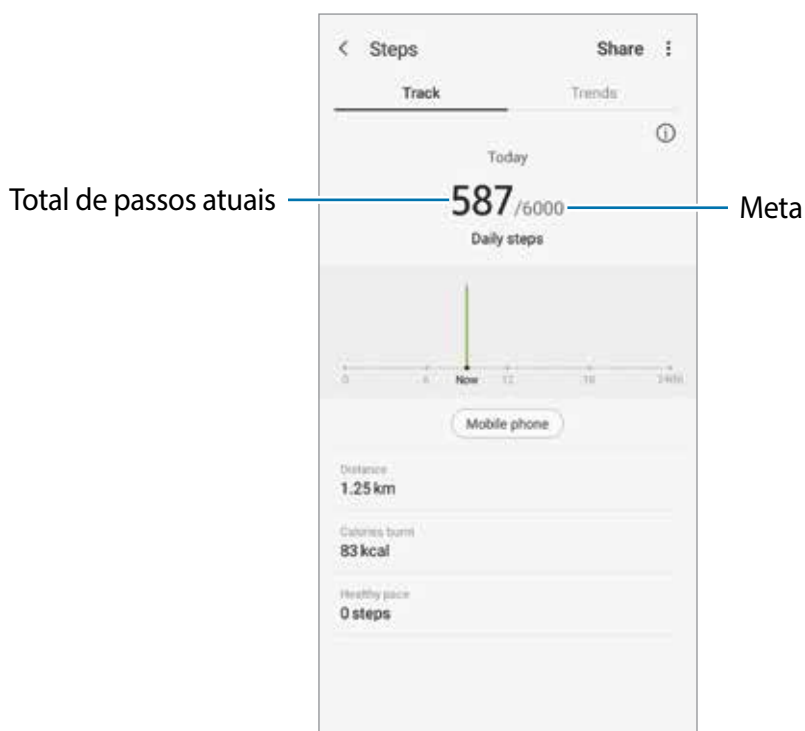 Steps Share
Track Trends
Today
Total de passos atuais 587/6000 Meta
Daily steps
0 6 Now 12 18 24(h)
Mobile phone
Distance
1.25 km
Calories burnt
83 kcal
Healthy pace
0 steps